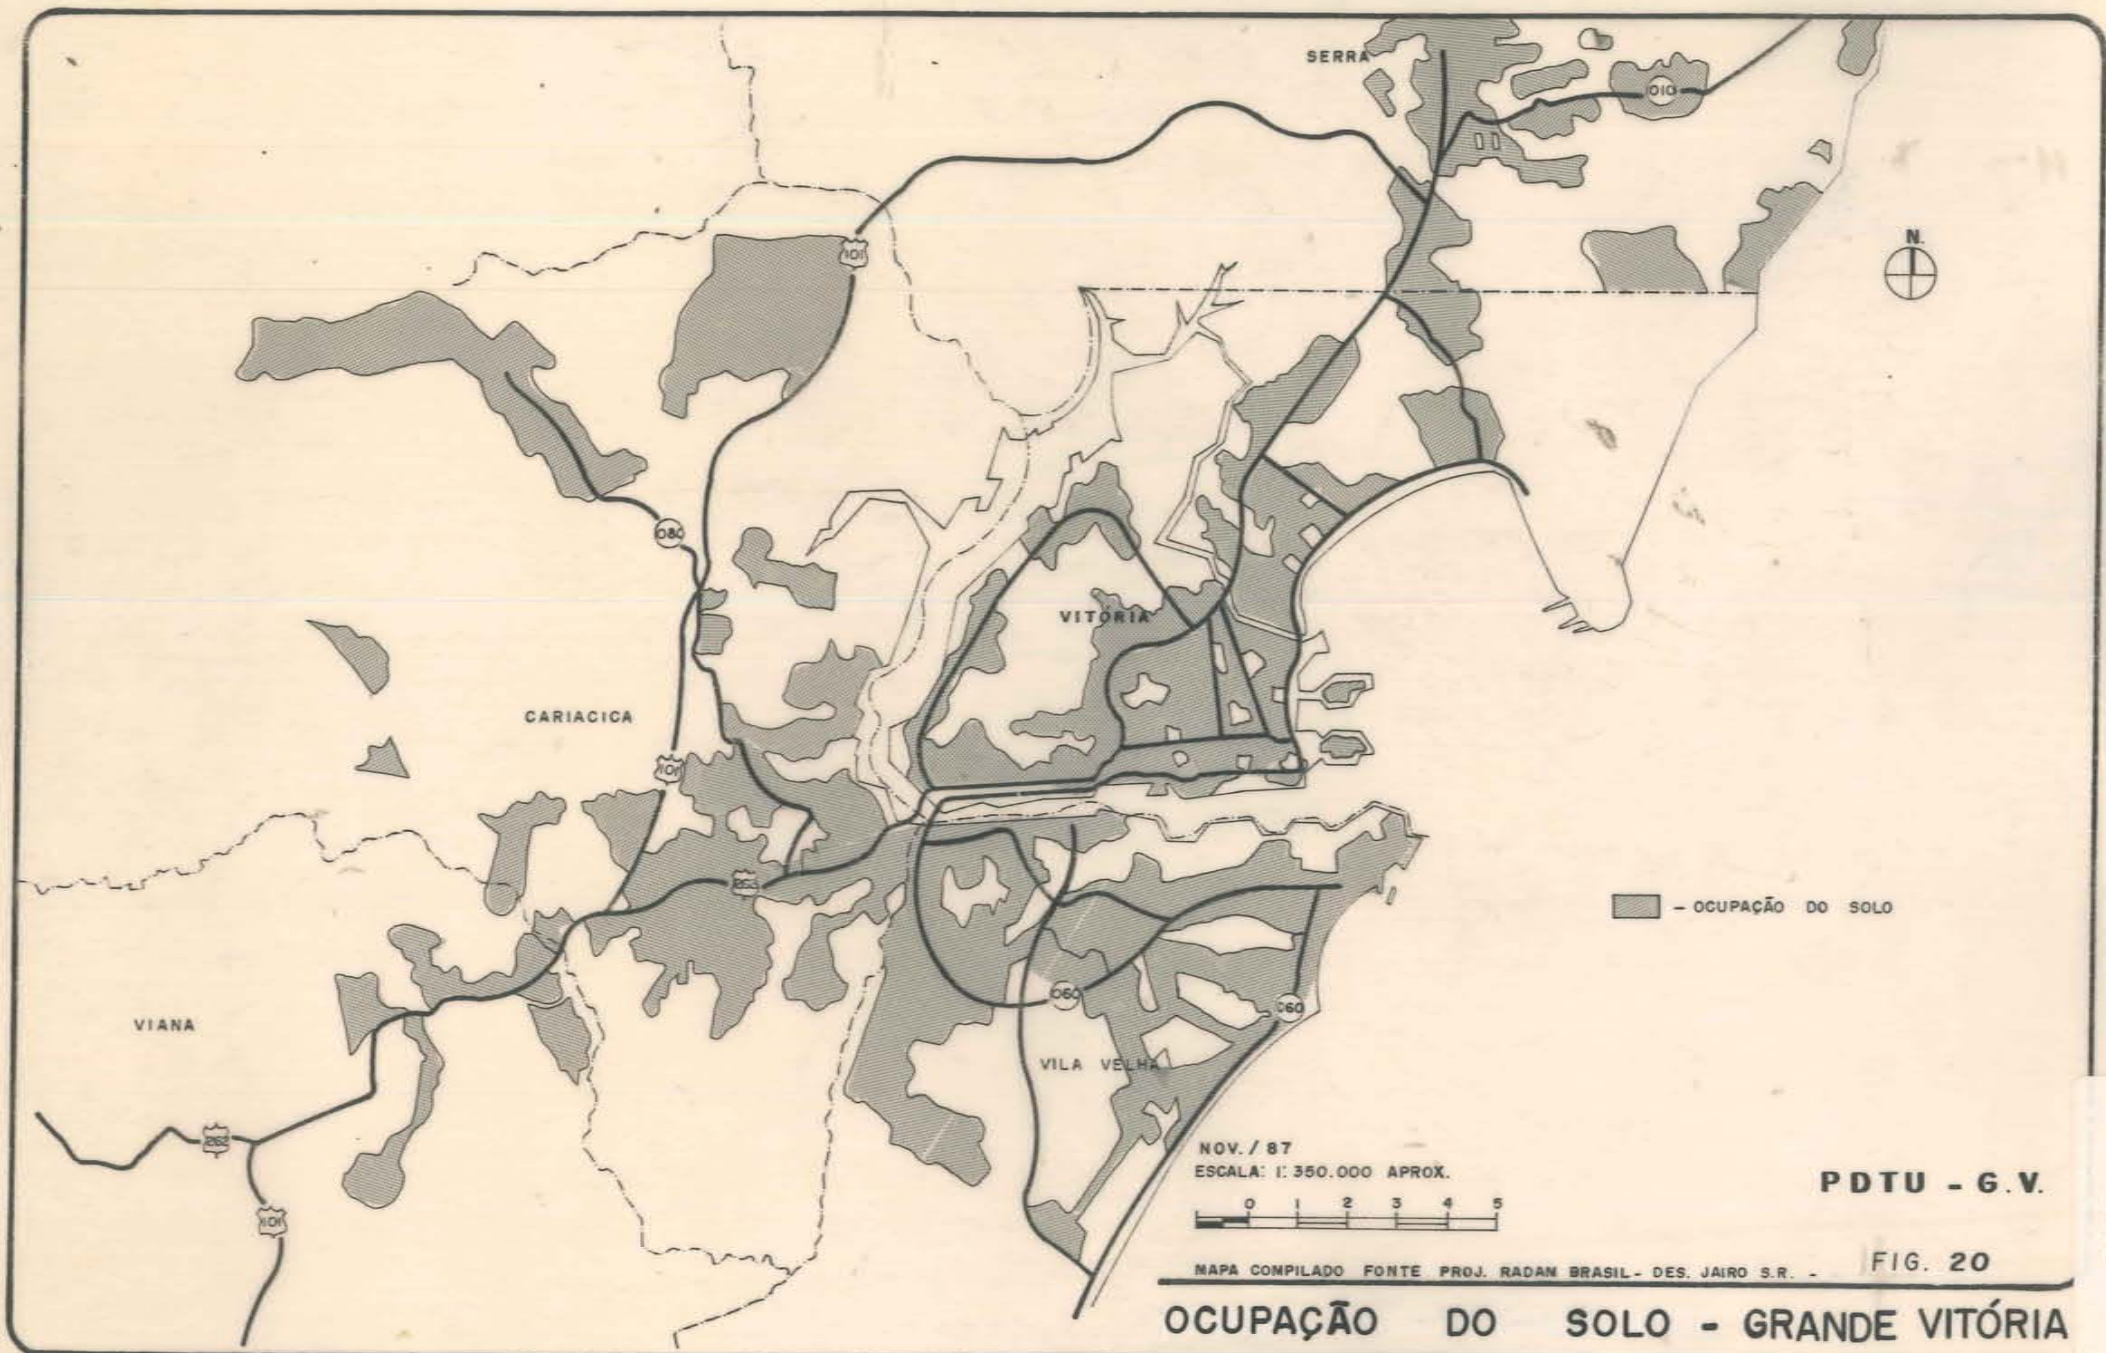 SERRA
010
N.
101
080
VITÓRIA
CARIACICA
101
262
- OCUPAÇÃO DO SOLO
060
060
VIANA
VILA VELHA
262
101
NOV. / 87
ESCALA: 1: 350.000 APROX.
0 1 2 3 4 5
PDTU - G.V.
MAPA COMPILADO FONTE PROJ. RADAM BRASIL - DES. JAIRO S.R. -
FIG. 20
OCUPAÇÃO DO SOLO - GRANDE VITÓRIA